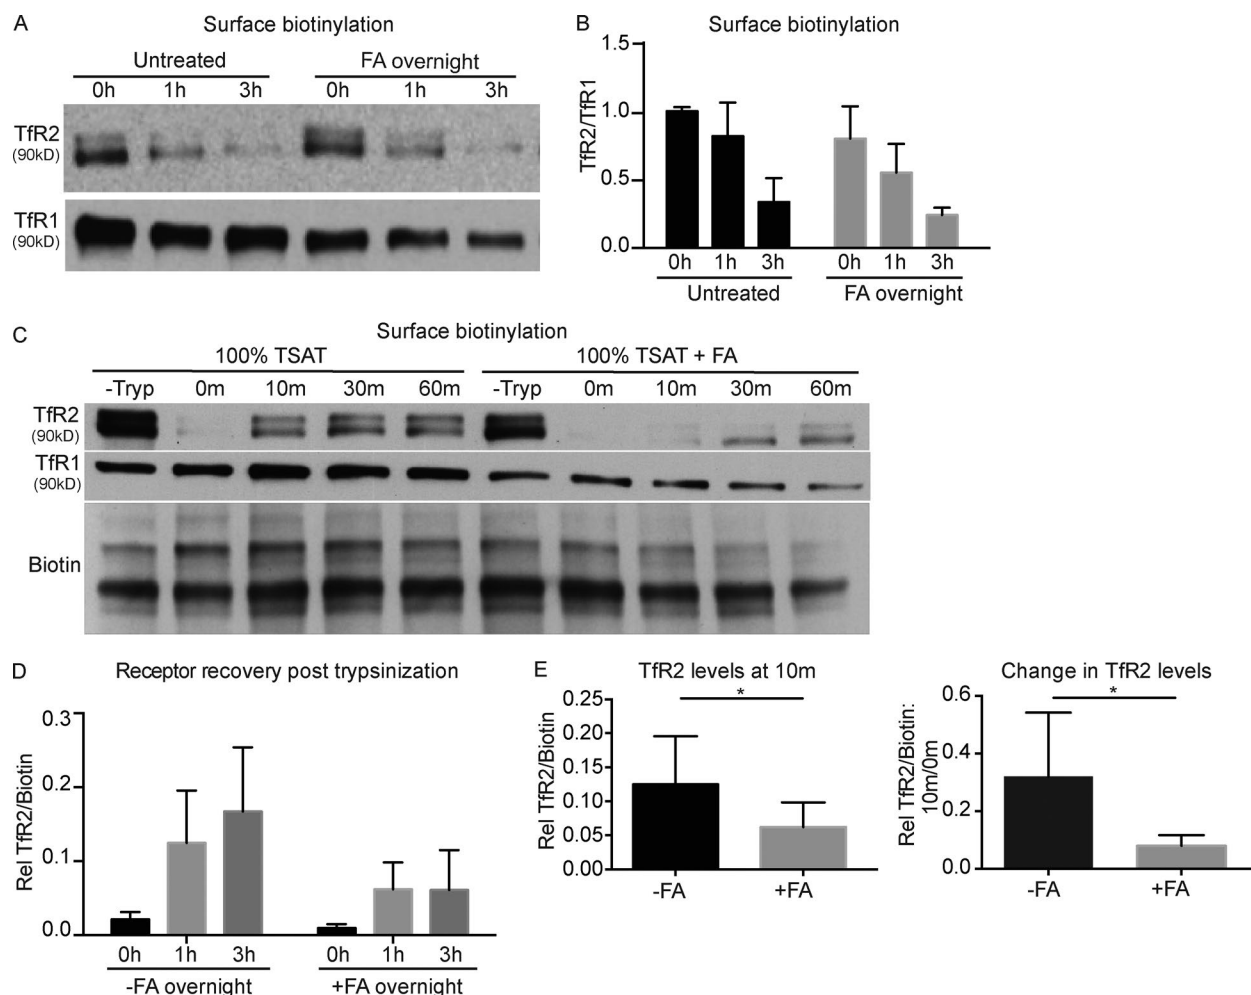 A
Surface biotinylation
Untreated FA overnight
0h 1h 3h 0h 1h 3h
TfR2
(90kD)
TfR1
(90kD)
B
Surface biotinylation
TfR2/TfR1
1.5
1.0
0.5
0.0
0h 1h 3h 0h 1h 3h
Untreated FA overnight
C
Surface biotinylation
100% TSAT 100% TSAT + FA
-Tryp 0m 10m 30m 60m -Tryp 0m 10m 30m 60m
TfR2
(90kD)
TfR1
(90kD)
Biotin
D
Receptor recovery post trypsinization
Rel TfR2/Biotin
0.3
0.2
0.1
0.0
0h 1h 3h 0h 1h 3h
-FA overnight +FA overnight
E
TfR2 levels at 10m
*
Rel TfR2/Biotin
0.25
0.20
0.15
0.10
0.05
0.00
-FA +FA
Change in TfR2 levels
*
Rel TfR2/Biotin:
10m/0m
0.6
0.4
0.2
0.0
-FA +FA